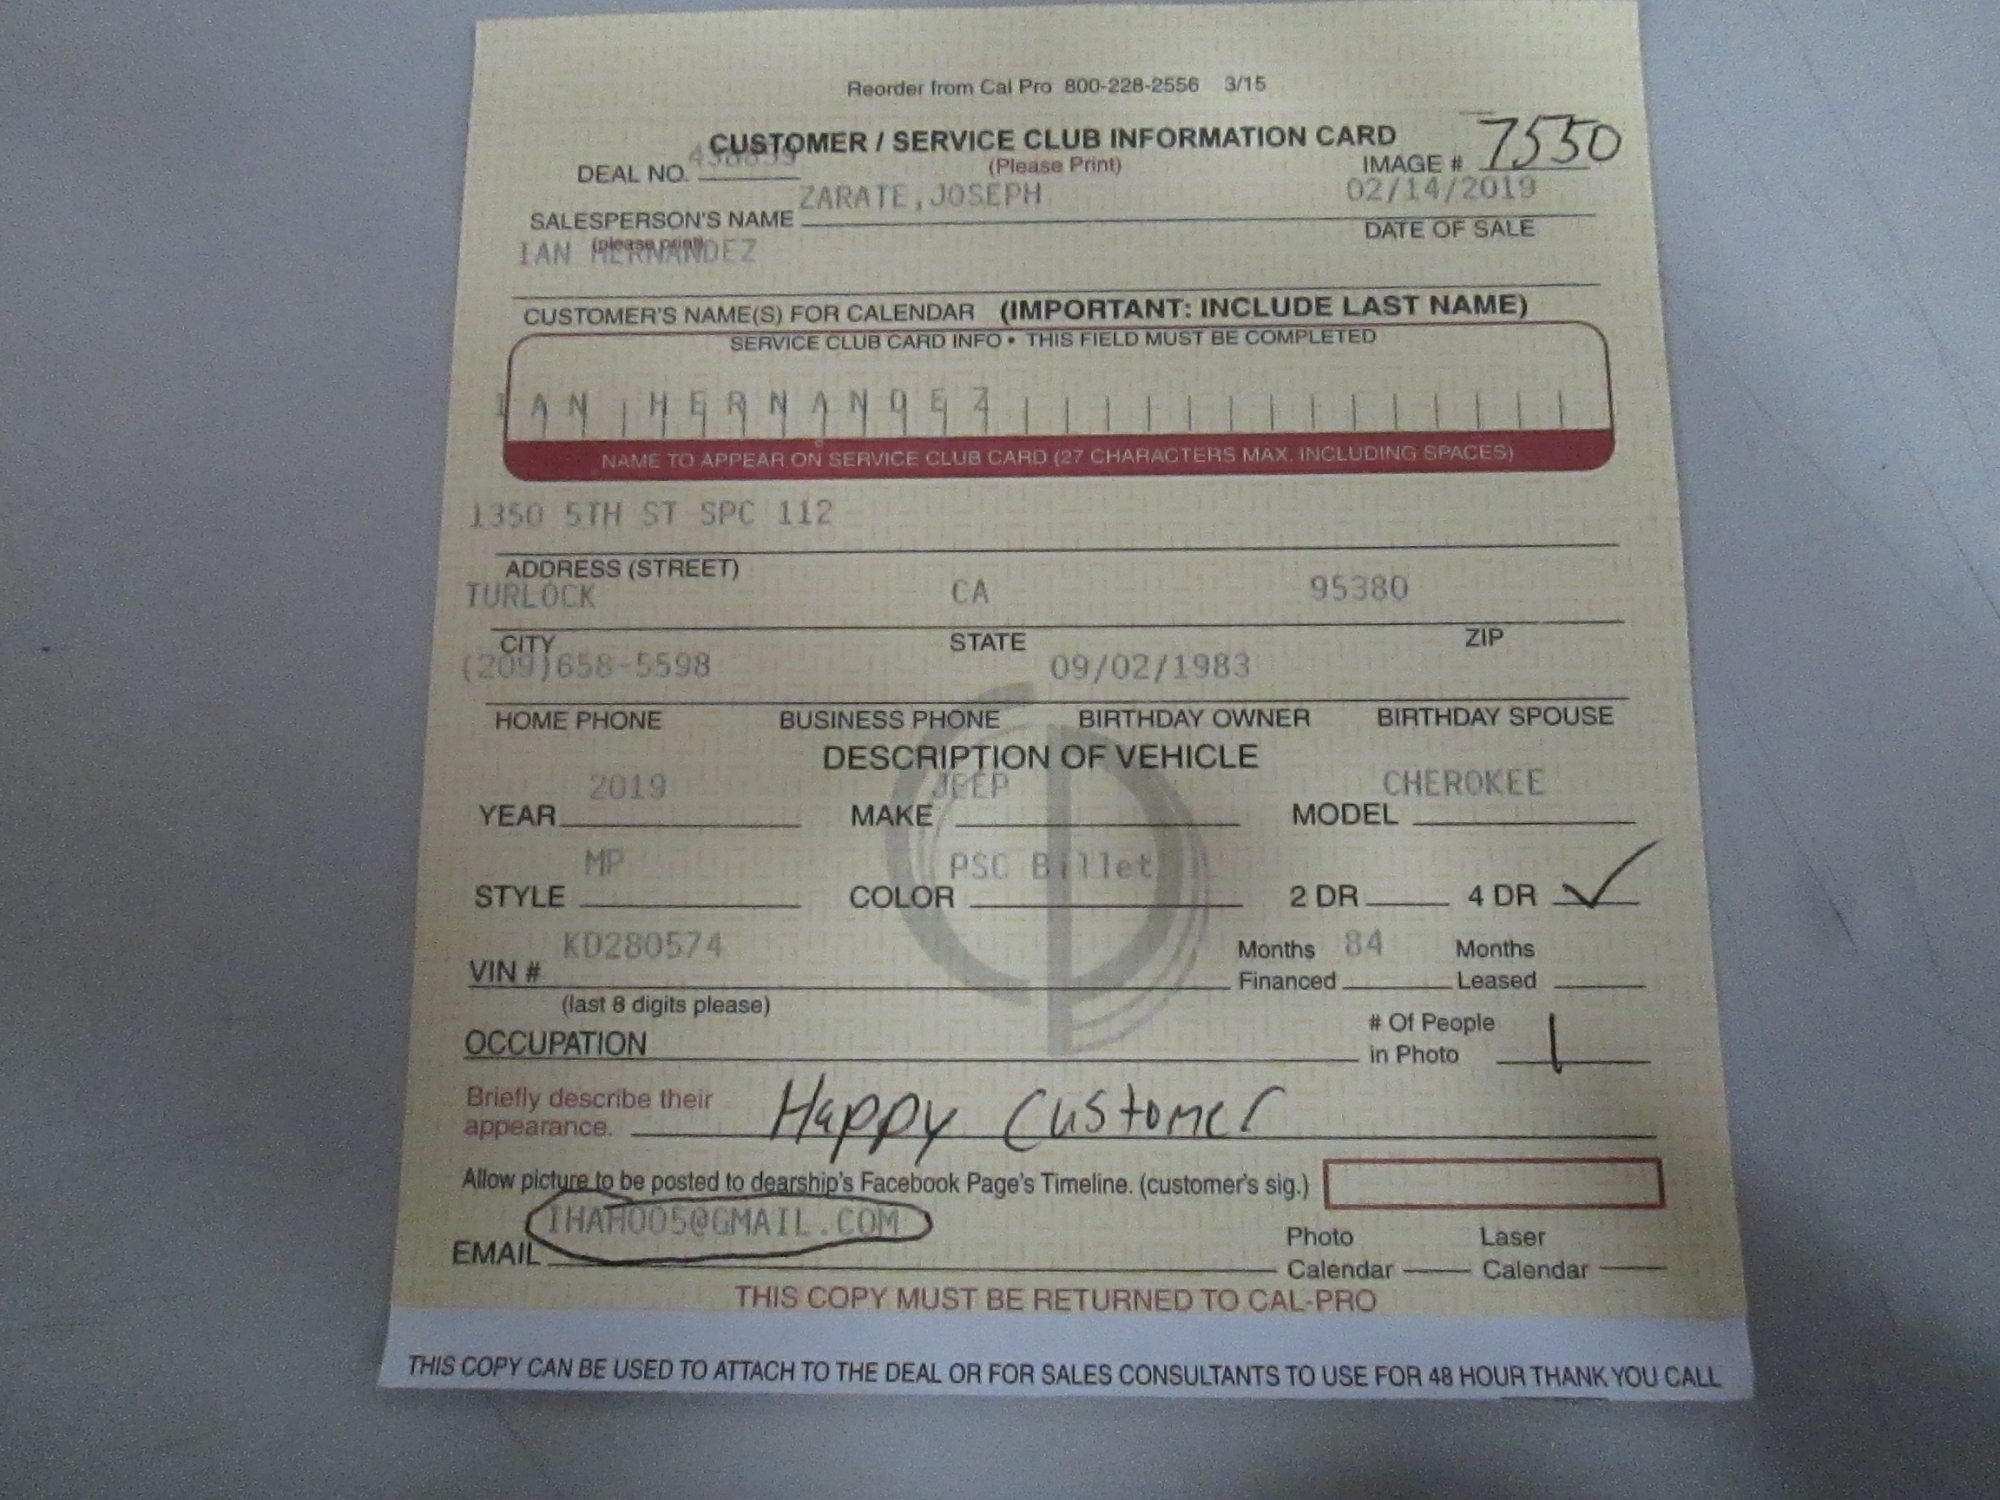 Reorder from Cal Pro 800-228-2556 3/15
CUSTOMER / SERVICE CLUB INFORMATION CARD
DEAL NO. (Please Print) IMAGE # 7550
ZARATE,JOSEPH 02/14/2019
SALESPERSON'S NAME DATE OF SALE
(please print)
IAN HERNANDEZ
CUSTOMER'S NAME(S) FOR CALENDAR (IMPORTANT: INCLUDE LAST NAME)
SERVICE CLUB CARD INFO • THIS FIELD MUST BE COMPLETED
IAN HERNANDEZ
NAME TO APPEAR ON SERVICE CLUB CARD (27 CHARACTERS MAX. INCLUDING SPACES)
1350 5TH ST SPC 112
ADDRESS (STREET)
TURLOCK CA 95380
CITY STATE ZIP
(209)658-5598 09/02/1983
HOME PHONE BUSINESS PHONE BIRTHDAY OWNER BIRTHDAY SPOUSE
DESCRIPTION OF VEHICLE
2019 JEEP CHEROKEE
YEAR MAKE MODEL
MP PSC Billet
STYLE COLOR 2 DR 4 DR ✓
KD280574 Months 84 Months
VIN # Financed Leased
(last 8 digits please)
# Of People
OCCUPATION in Photo 1
Briefly describe their
appearance. Happy Customer
Allow picture to be posted to dearship's Facebook Page's Timeline. (customer's sig.)
IHAH005@GMAIL.COM
Photo Laser
EMAIL Calendar Calendar
THIS COPY MUST BE RETURNED TO CAL-PRO
THIS COPY CAN BE USED TO ATTACH TO THE DEAL OR FOR SALES CONSULTANTS TO USE FOR 48 HOUR THANK YOU CALL